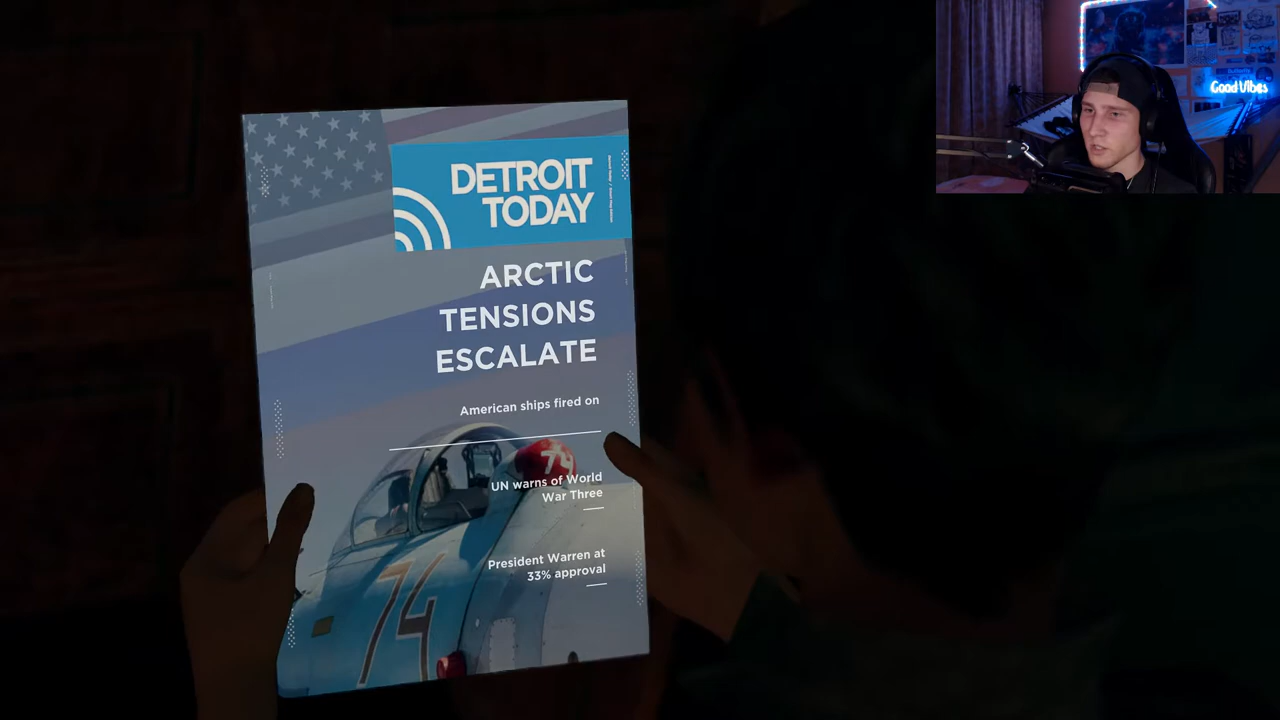 DETROIT
TODAY
ARCTIC
TENSIONS
ESCALATE
American ships fired on
74
UN warns of World
War Three
President Warren at
33% approval
74
Good Vibes